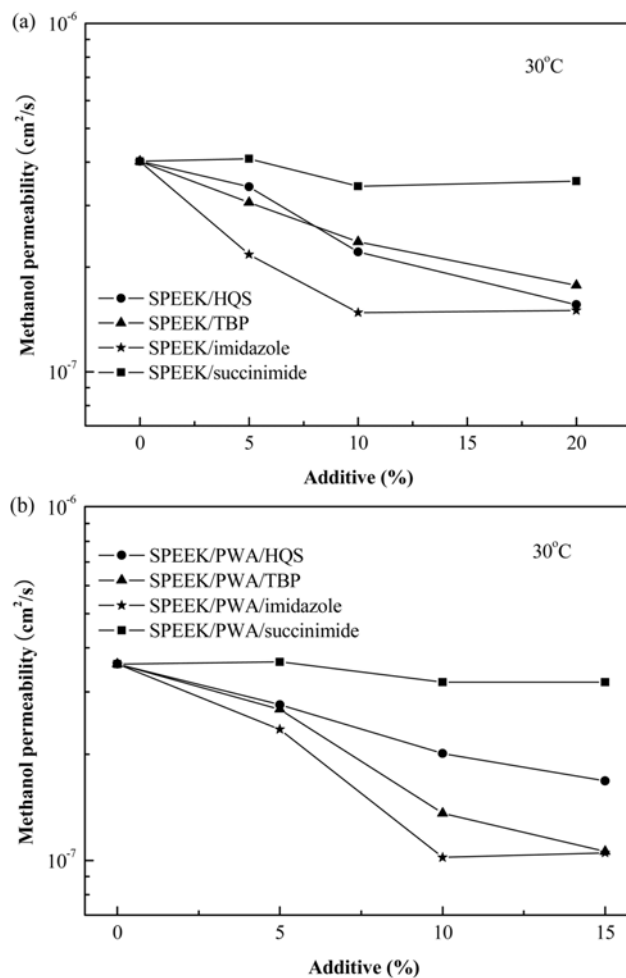 (a)
10^-6
30°C
Methanol permeability (cm²/s)
SPEEK/HQS
SPEEK/TBP
SPEEK/imidazole
SPEEK/succinimide
10^-7
0 5 10 15 20
Additive (%)
(b)
10^-6
30°C
Methanol permeability (cm²/s)
SPEEK/PWA/HQS
SPEEK/PWA/TBP
SPEEK/PWA/imidazole
SPEEK/PWA/succinimide
10^-7
0 5 10 15
Additive (%)